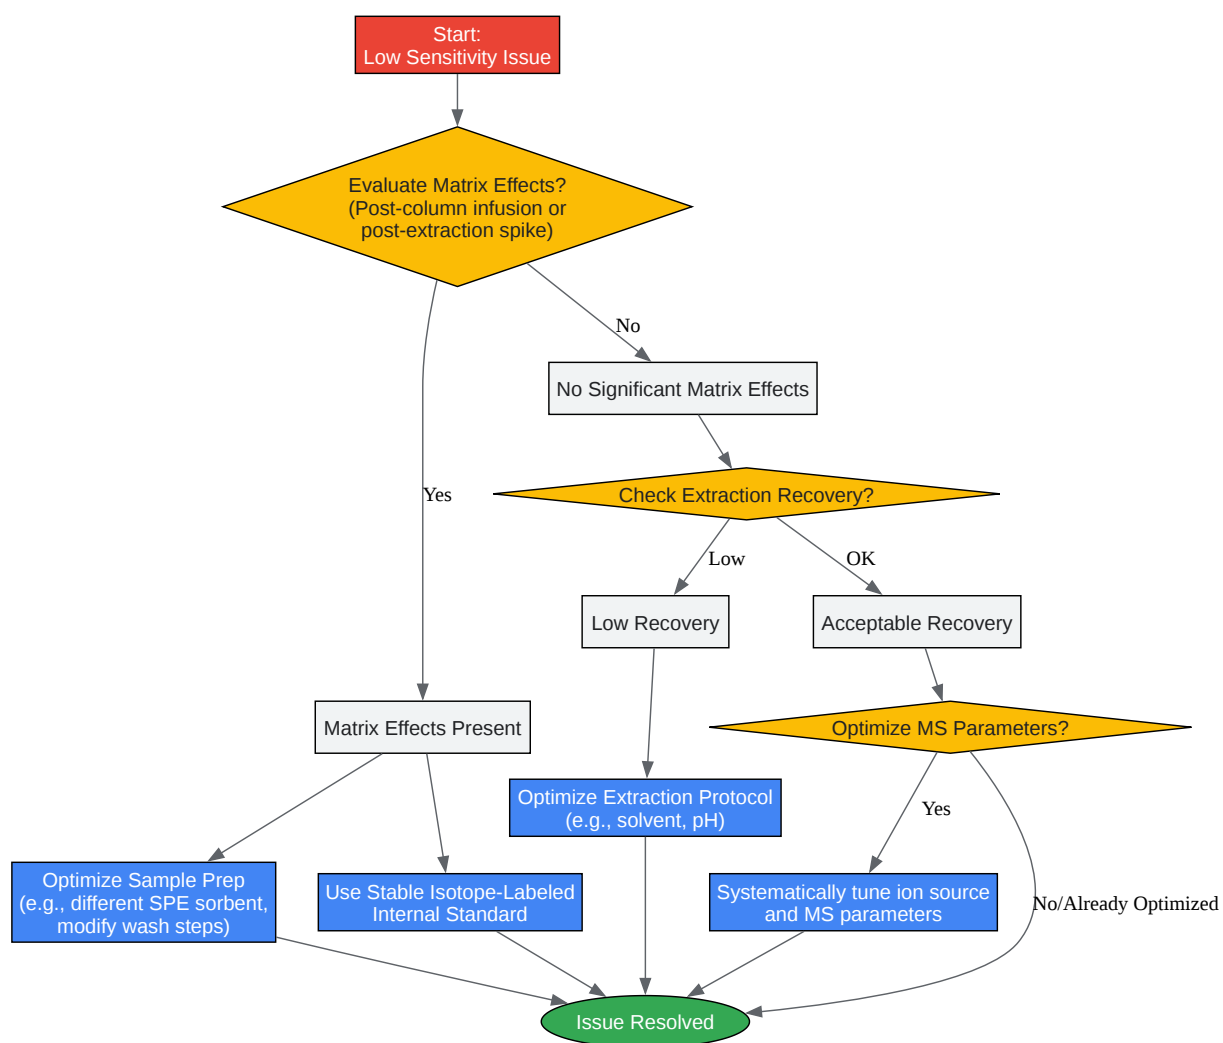 Start:
Low Sensitivity Issue
Evaluate Matrix Effects?
(Post-column infusion or
post-extraction spike)
No
No Significant Matrix Effects
Yes
Check Extraction Recovery?
Low
OK
Low Recovery
Acceptable Recovery
Matrix Effects Present
Optimize MS Parameters?
Optimize Extraction Protocol
(e.g., solvent, pH)
Yes
Optimize Sample Prep
(e.g., different SPE sorbent,
modify wash steps)
Use Stable Isotope-Labeled
Internal Standard
Systematically tune ion source
and MS parameters
No/Already Optimized
Issue Resolved